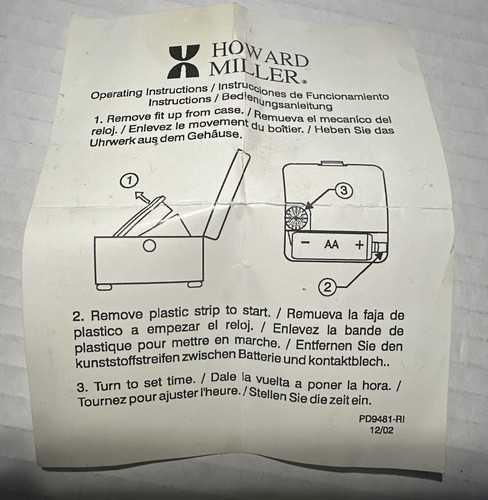 HOWARD
MILLER®
Operating Instructions / Instrucciones de Funcionamiento
Instructions / Bedienungsanleitung
1. Remove fit up from case. / Remueva el mecanico del
reloj. / Enlevez le movement du boîtier. / Heben Sie das
Uhrwerk aus dem Gehäuse.
1
3
- AA +
2
2. Remove plastic strip to start. / Remueva la faja de
plastico a empezar el reloj. / Enlevez la bande de
plastique pour mettre en marche. / Entfernen Sie den
kunststoffstreifen zwischen Batterie und kontaktblech..
3. Turn to set time. / Dale la vuelta a poner la hora. /
Tournez pour ajuster l'heure. / Stellen Sie die zeit ein.
PD9481-RI
12/02